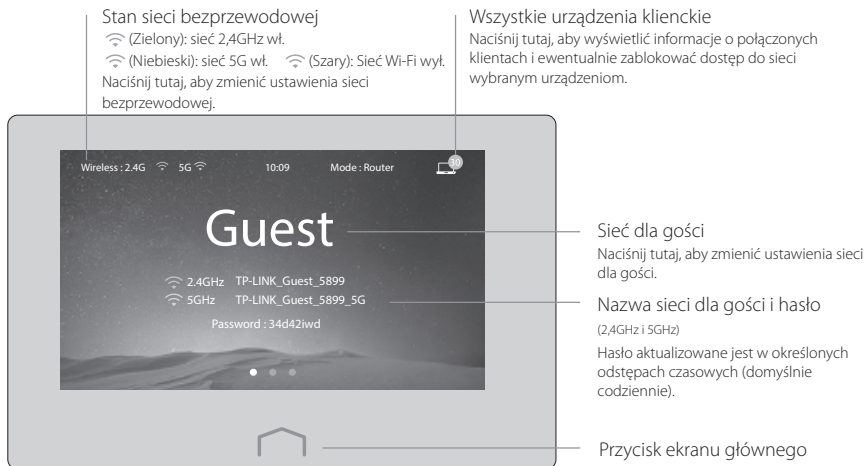 Stan sieci bezprzewodowej
(Zielony): sieć 2,4GHz wł.
(Niebieski): sieć 5G wł. (Szary): Sieć Wi-Fi wył.
Naciśnij tutaj, aby zmienić ustawienia sieci
bezprzewodowej.
Wszystkie urządzenia klienckie
Naciśnij tutaj, aby wyświetlić informacje o połączonych
klientach i ewentualnie zablokować dostęp do sieci
wybranym urządzeniom.
Wireless : 2.4G 5G 10:09 Mode : Router 30
Guest
2.4GHz TP-LINK_Guest_5899
5GHz TP-LINK_Guest_5899_5G
Password : 34d42iwd
Sieć dla gości
Naciśnij tutaj, aby zmienić ustawienia sieci
dla gości.
Nazwa sieci dla gości i hasło
(2,4GHz i 5GHz)
Hasło aktualizowane jest w określonych
odstępach czasowych (domyślnie
codziennie).
Przycisk ekranu głównego